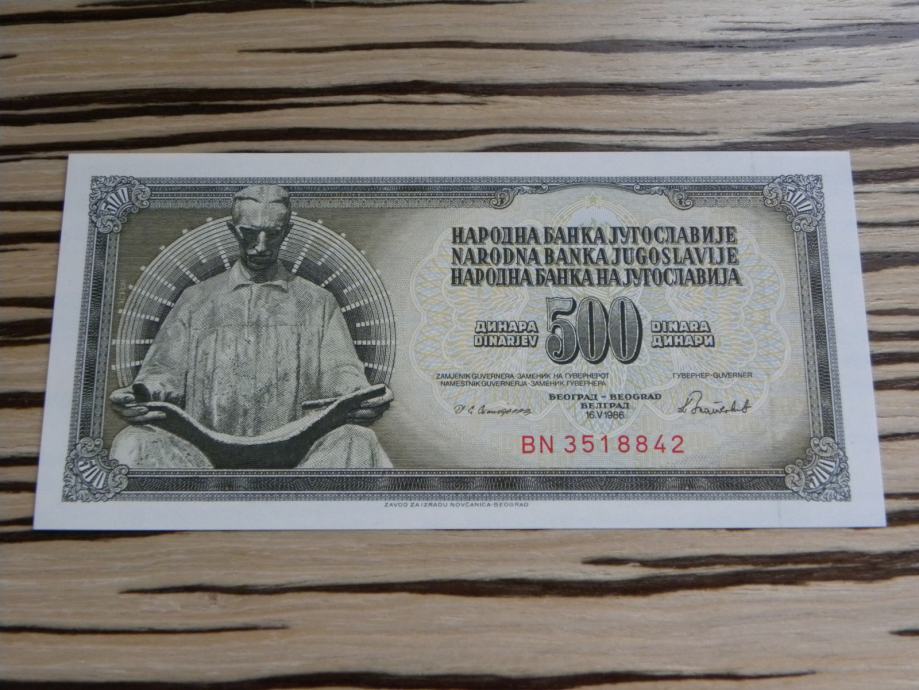 НАРОДНА БАНКА ЈУГОСЛАВИЈЕ
NARODNA BANKA JUGOSLAVIJE
НАРОДНА БАНКА НА ЈУГОСЛАВИЈА
ДИНАРА 500 DINARA
DINARJEV ДИНАРИ
ZAMJENIK GUVERNERA-ЗАМЕНИК НА ГУВЕРНЕРОТ ГУВЕРНЕР-GUVERNER
NAMESTNIK GUVERNERJA-ЗАМЕНИК ГУВЕРНЕРА
БЕОГРАД - BEOGRAD
БЕЛГРАД
16.V 1986
BN 3518842
ZAVOD ZA IZRADU NOVČANICA-BEOGRAD